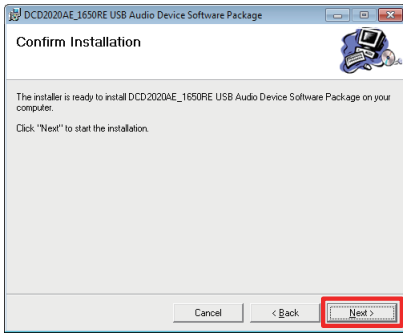 DCD2020AE_1650RE USB Audio Device Software Package
Confirm Installation
The installer is ready to install DCD2020AE_1650RE USB Audio Device Software Package on your
computer.
Click "Next" to start the installation.
Cancel
< Back
Next >